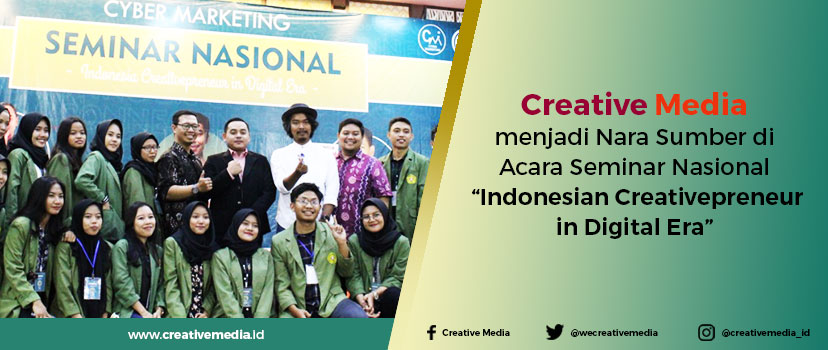 CYBER MARKETING
SEMINAR NASIONAL
- Indonesia Creativepreneur in Digital Era -
Creative Media
menjadi Nara Sumber di
Acara Seminar Nasional
“Indonesian Creativepreneur
in Digital Era”
www.creativemedia.id
Creative Media
@wecreativemedia
@creativemedia_id